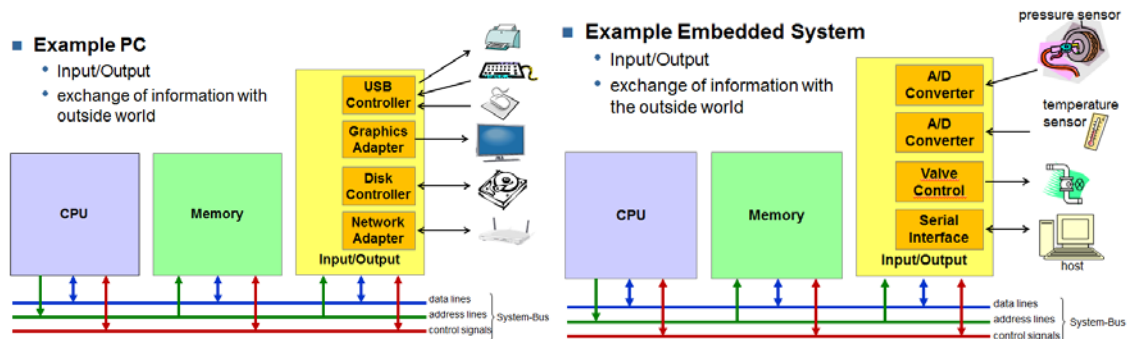 Example PC
Input/Output
exchange of information with
outside world
USB
Controller
Graphics
Adapter
Disk
Controller
Network
Adapter
Input/Output
CPU
Memory
data lines
address lines
control signals
System-Bus
Example Embedded System
Input/Output
exchange of information with
the outside world
pressure sensor
A/D
Converter
temperature
sensor
A/D
Converter
Valve
Control
Serial
Interface
host
Input/Output
CPU
Memory
data lines
address lines
control signals
System-Bus